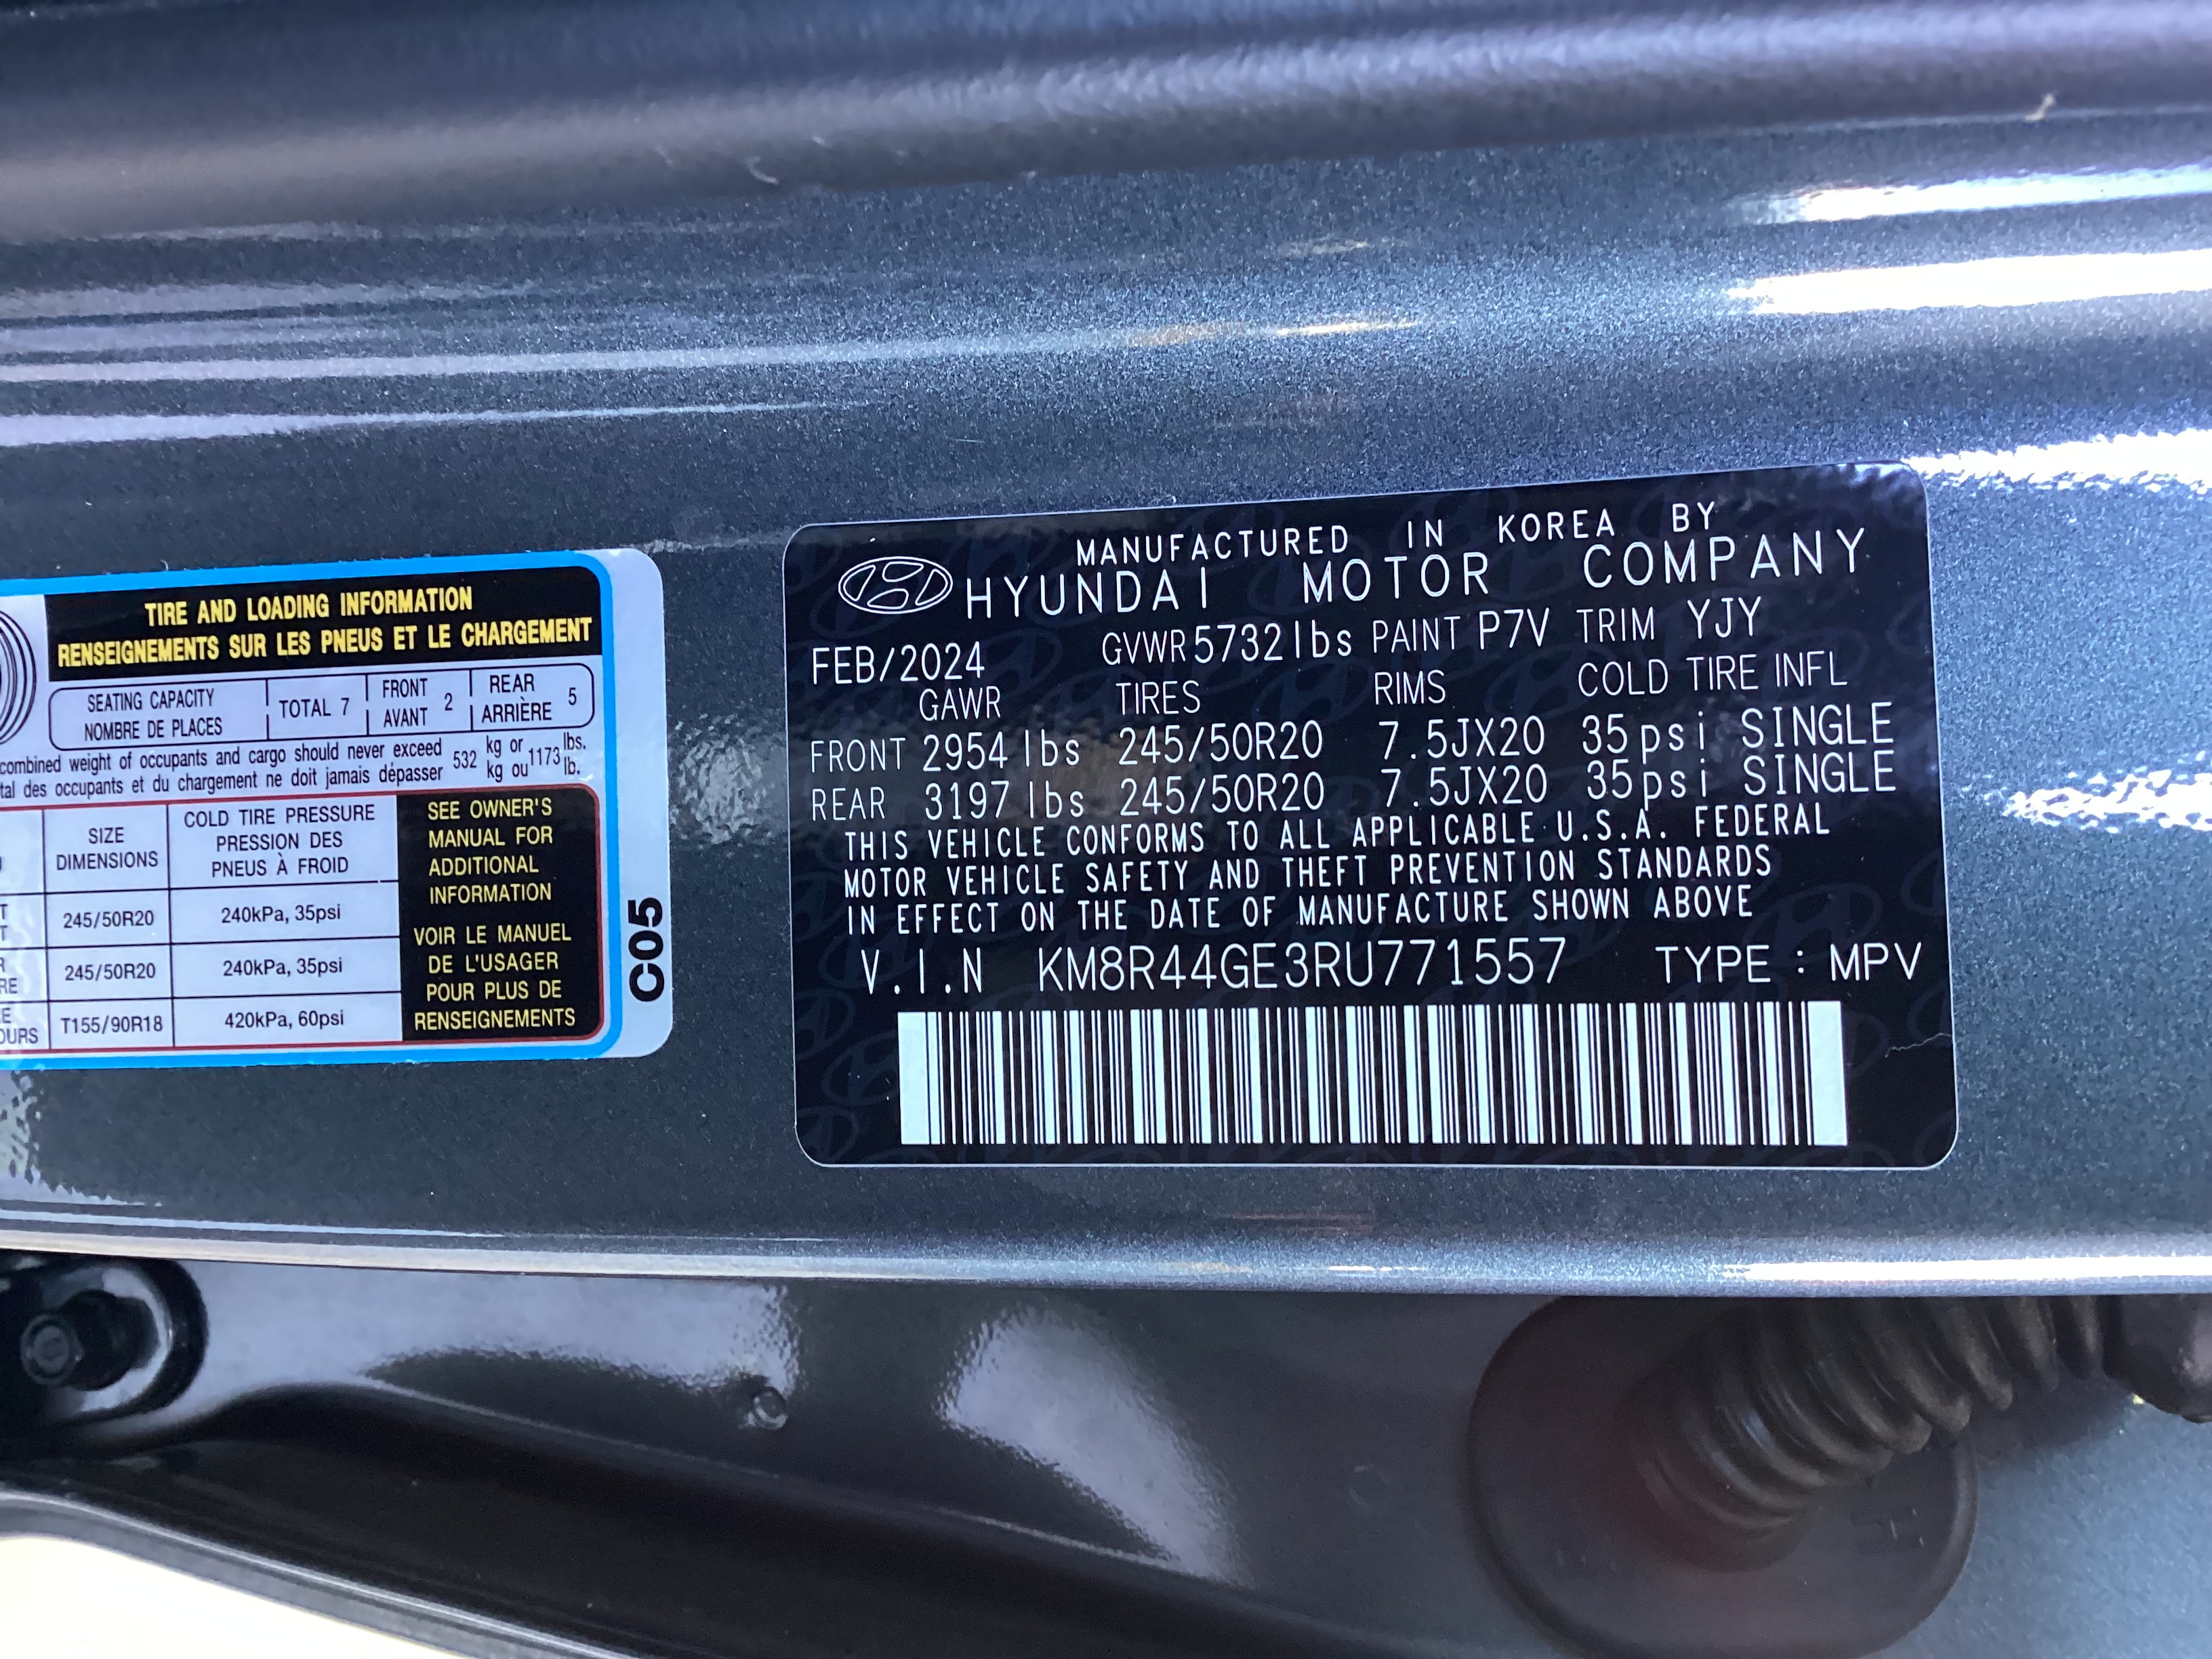 TIRE AND LOADING INFORMATION
RENSEIGNEMENTS SUR LES PNEUS ET LE CHARGEMENT
SEATING CAPACITY
NOMBRE DE PLACES
TOTAL 7
FRONT
AVANT
2
REAR
ARRIÈRE
5
combined weight of occupants and cargo should never exceed 532 kg or 1173 lbs.
tal des occupants et du chargement ne doit jamais dépasser kg ou lb.
SIZE
DIMENSIONS
COLD TIRE PRESSURE
PRESSION DES
PNEUS À FROID
245/50R20 240kPa, 35psi
245/50R20 240kPa, 35psi
T155/90R18 420kPa, 60psi
SEE OWNER'S
MANUAL FOR
ADDITIONAL
INFORMATION
VOIR LE MANUEL
DE L'USAGER
POUR PLUS DE
RENSEIGNEMENTS
C05
MANUFACTURED IN KOREA BY
HYUNDAI MOTOR COMPANY
FEB/2024 GVWR 5732lbs PAINT P7V TRIM YJY
GAWR TIRES RIMS COLD TIRE INFL
FRONT 2954 lbs 245/50R20 7.5JX20 35psi SINGLE
REAR 3197 lbs 245/50R20 7.5JX20 35psi SINGLE
THIS VEHICLE CONFORMS TO ALL APPLICABLE U.S.A. FEDERAL
MOTOR VEHICLE SAFETY AND THEFT PREVENTION STANDARDS
IN EFFECT ON THE DATE OF MANUFACTURE SHOWN ABOVE
V.I.N KM8R44GE3RU771557 TYPE : MPV